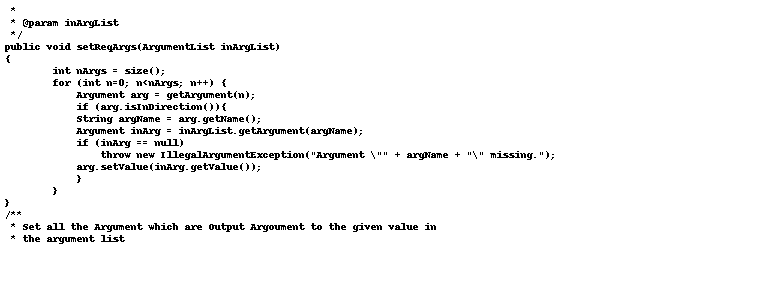 *
 * @param inArgList
 */
public void setReqArgs(ArgumentList inArgList)
{
        int nArgs = size();
        for (int n=0; n<nArgs; n++) {
            Argument arg = getArgument(n);
            if (arg.isInDirection()){
            String argName = arg.getName();
            Argument inArg = inArgList.getArgument(argName);
            if (inArg == null)
                throw new IllegalArgumentException("Argument \"" + argName + "\" missing.");
            arg.setValue(inArg.getValue());
            }
        }
}
/**
 * Set all the Argument which are Output Argoument to the given value in
 * the argument list